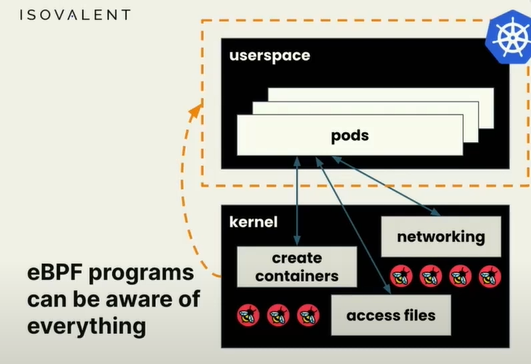 ISOVALENT
userspace
pods
kernel
networking
create
containers
access files
eBPF programs
can be aware of
everything